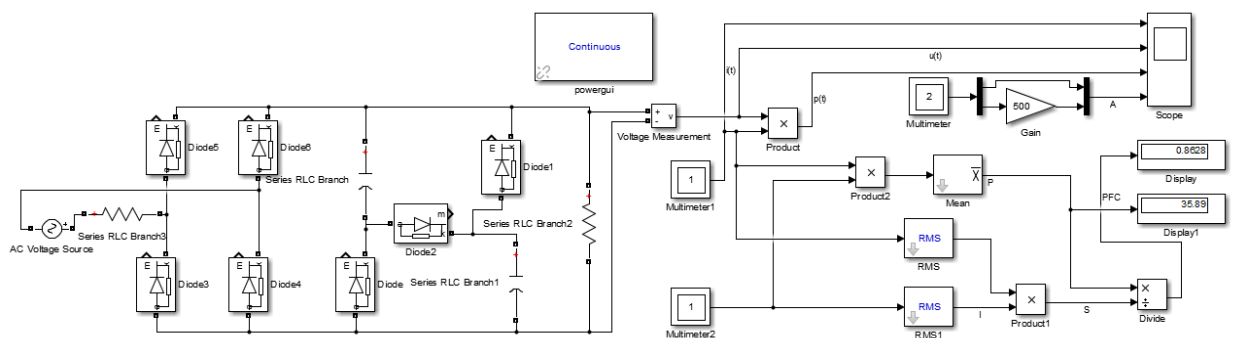 Continuous
powergui
i(t)
u(t)
p(t)
2
Multimeter
500
Gain
A
Scope
+
-
v
Voltage Measurement
×
Product
E
Diode5
E
Diode6
Series RLC Branch
E
Diode1
Series RLC Branch2
1
Multimeter1
×
Product2
X
Mean
P
PFC
0.8628
Display
35.89
Display1
AC Voltage Source
Series RLC Branch3
m
Diode2
Series RLC Branch1
E
Diode3
E
Diode4
E
Diode
RMS
RMS
1
Multimeter2
RMS
RMS1
I
×
Product1
S
×
÷
Divide